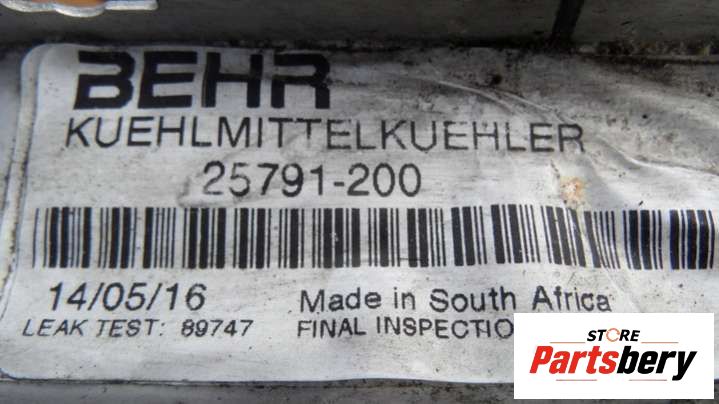 BEHR
KUEHLMITTELKUEHLER
25791-200
14/05/16 Made in South Africa
LEAK TEST: 89747 FINAL INSPECTIO
STORE
Partsbery